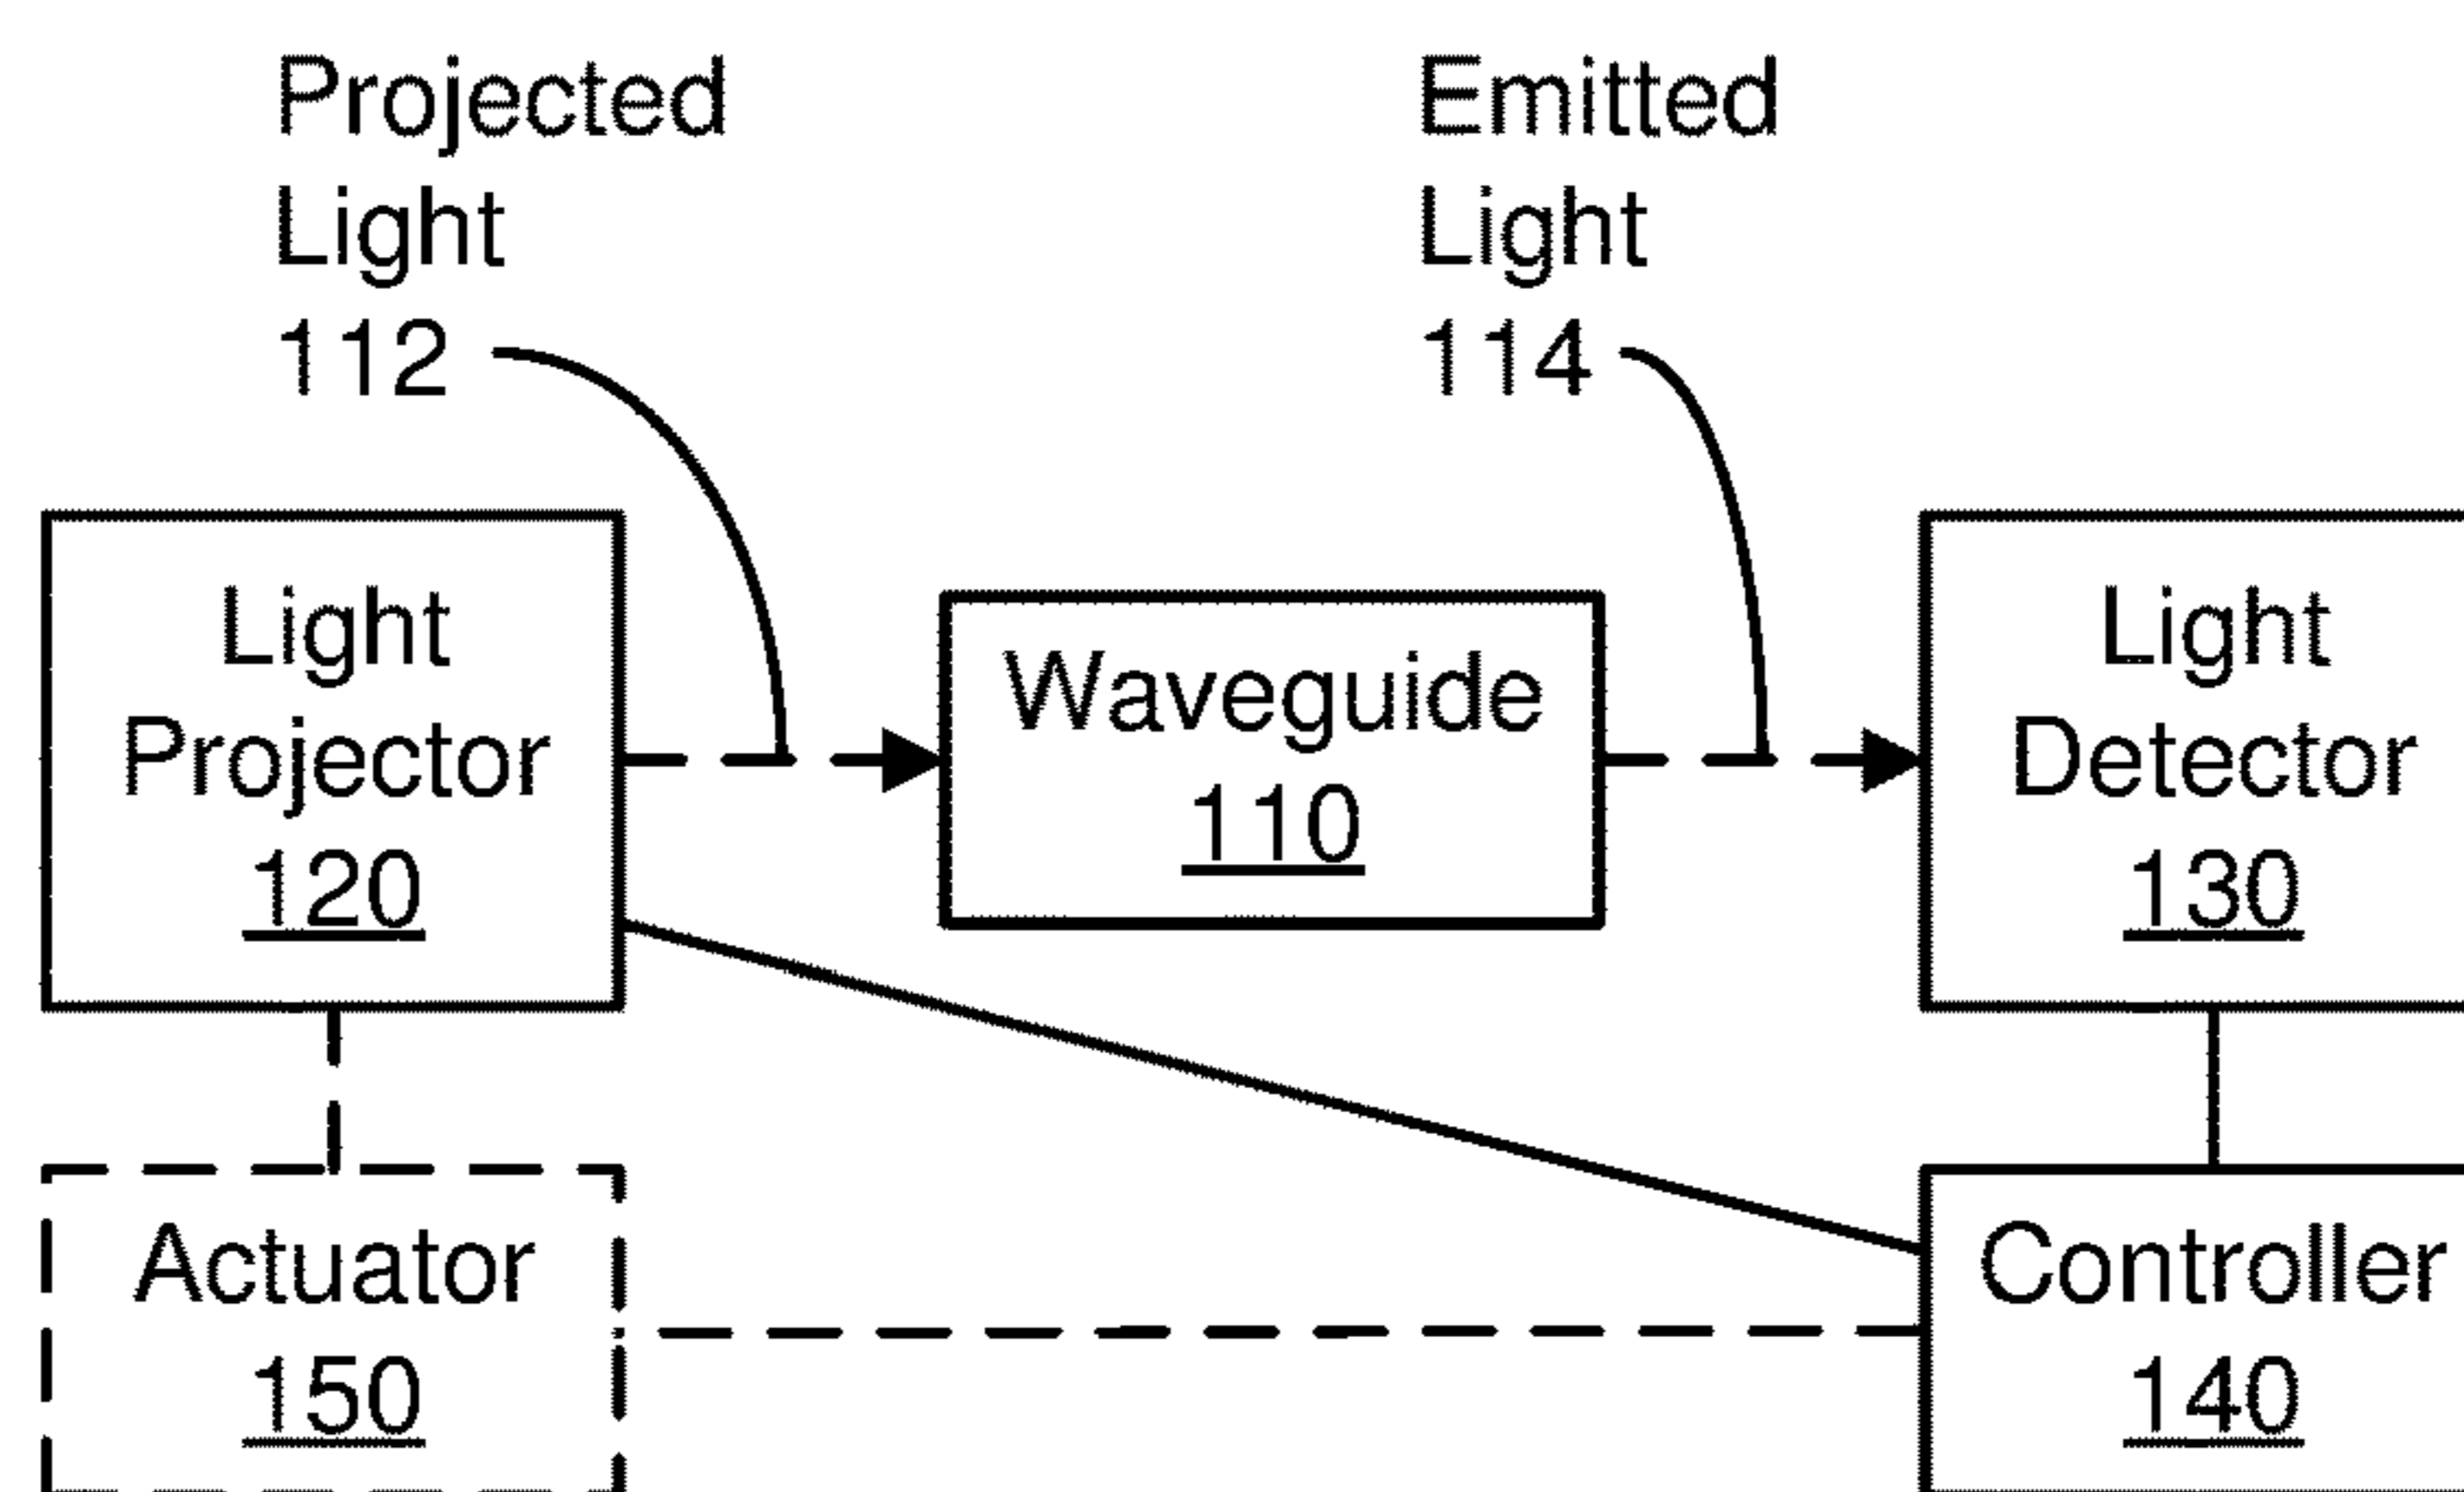 Projected
Light
112
Emitted
Light
114
Light
Projector
120
Waveguide
110
Light
Detector
130
Actuator
150
Controller
140